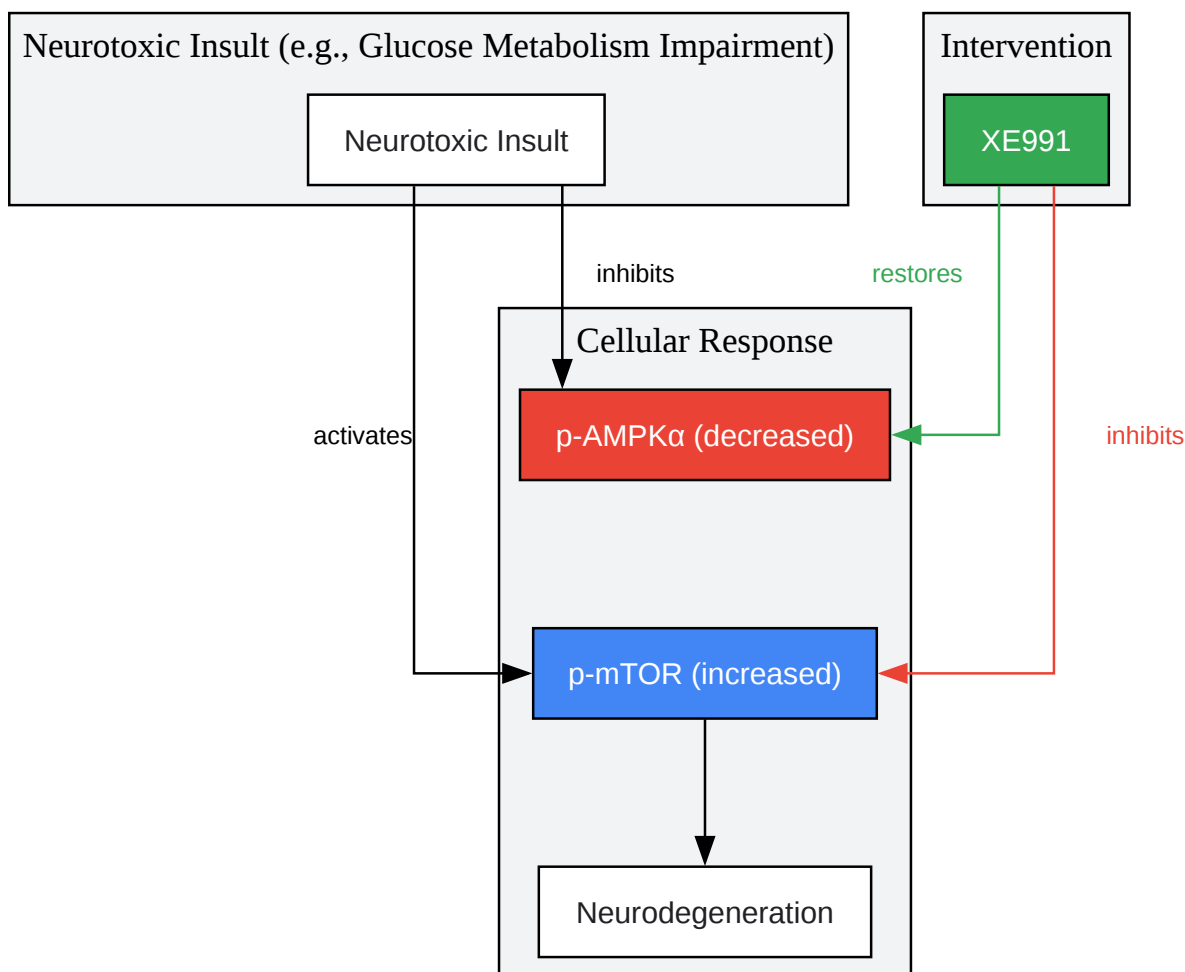 Neurotoxic Insult (e.g., Glucose Metabolism Impairment)
Intervention
Neurotoxic Insult
XE991
inhibits
restores
Cellular Response
activates
p-AMPKα (decreased)
inhibits
p-mTOR (increased)
Neurodegeneration